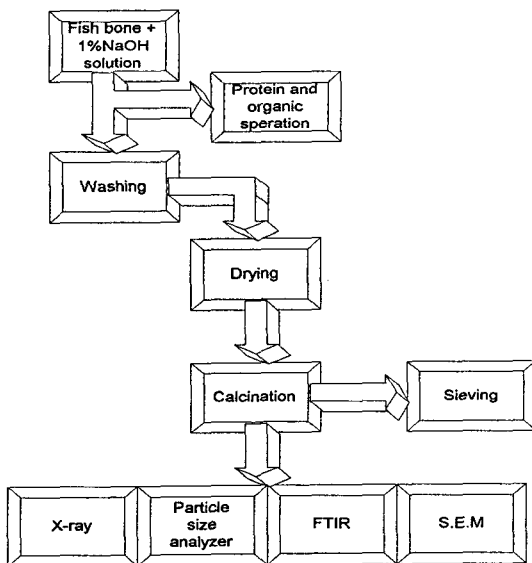 Fish bone +
1%NaOH
solution
Protein and
organic
speration
Washing
Drying
Calcination
Sieving
X-ray
Particle
size
analyzer
FTIR
S.E.M